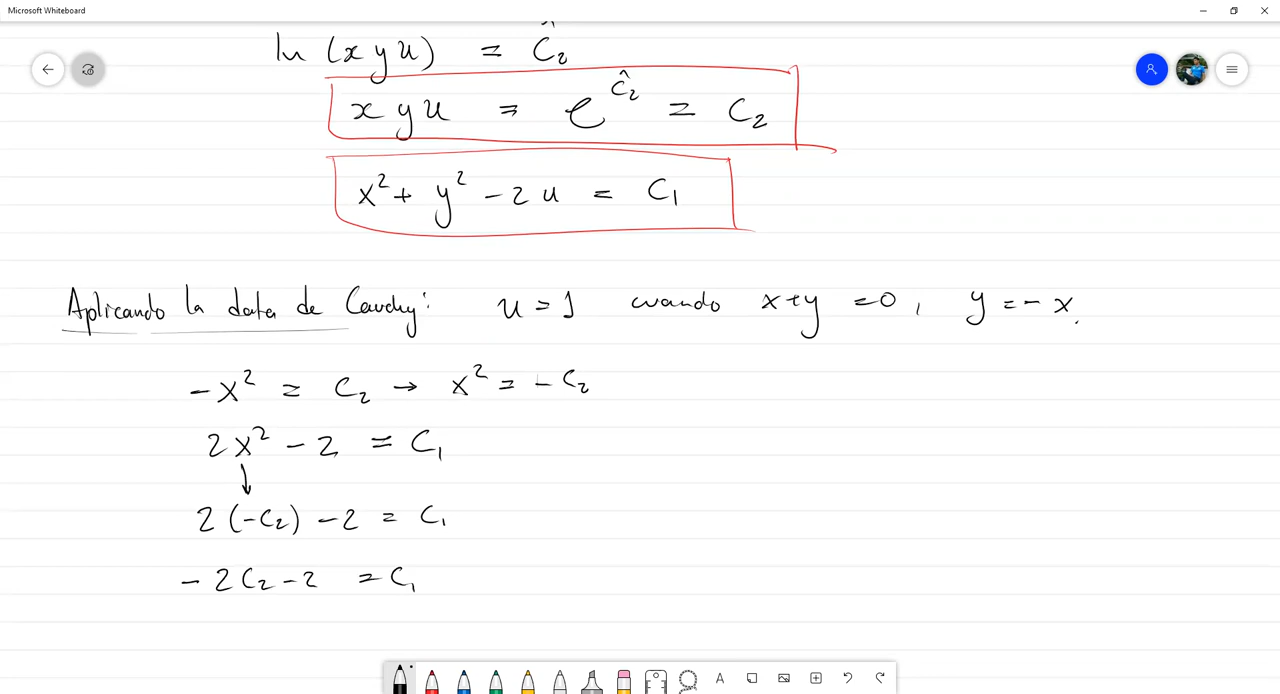 Microsoft Whiteboard
ln (x y u) = Ĉ₂
x y u = e^Ĉ₂ = C₂
x² + y² - 2u = C₁
Aplicando la data de Cauchy: u = 1 cuando x+y = 0, y = - x.
- x² = C₂ → x² = - C₂
2x² - 2 = C₁
↓
2 (-C₂) - 2 = C₁
- 2C₂ - 2 = C₁
A